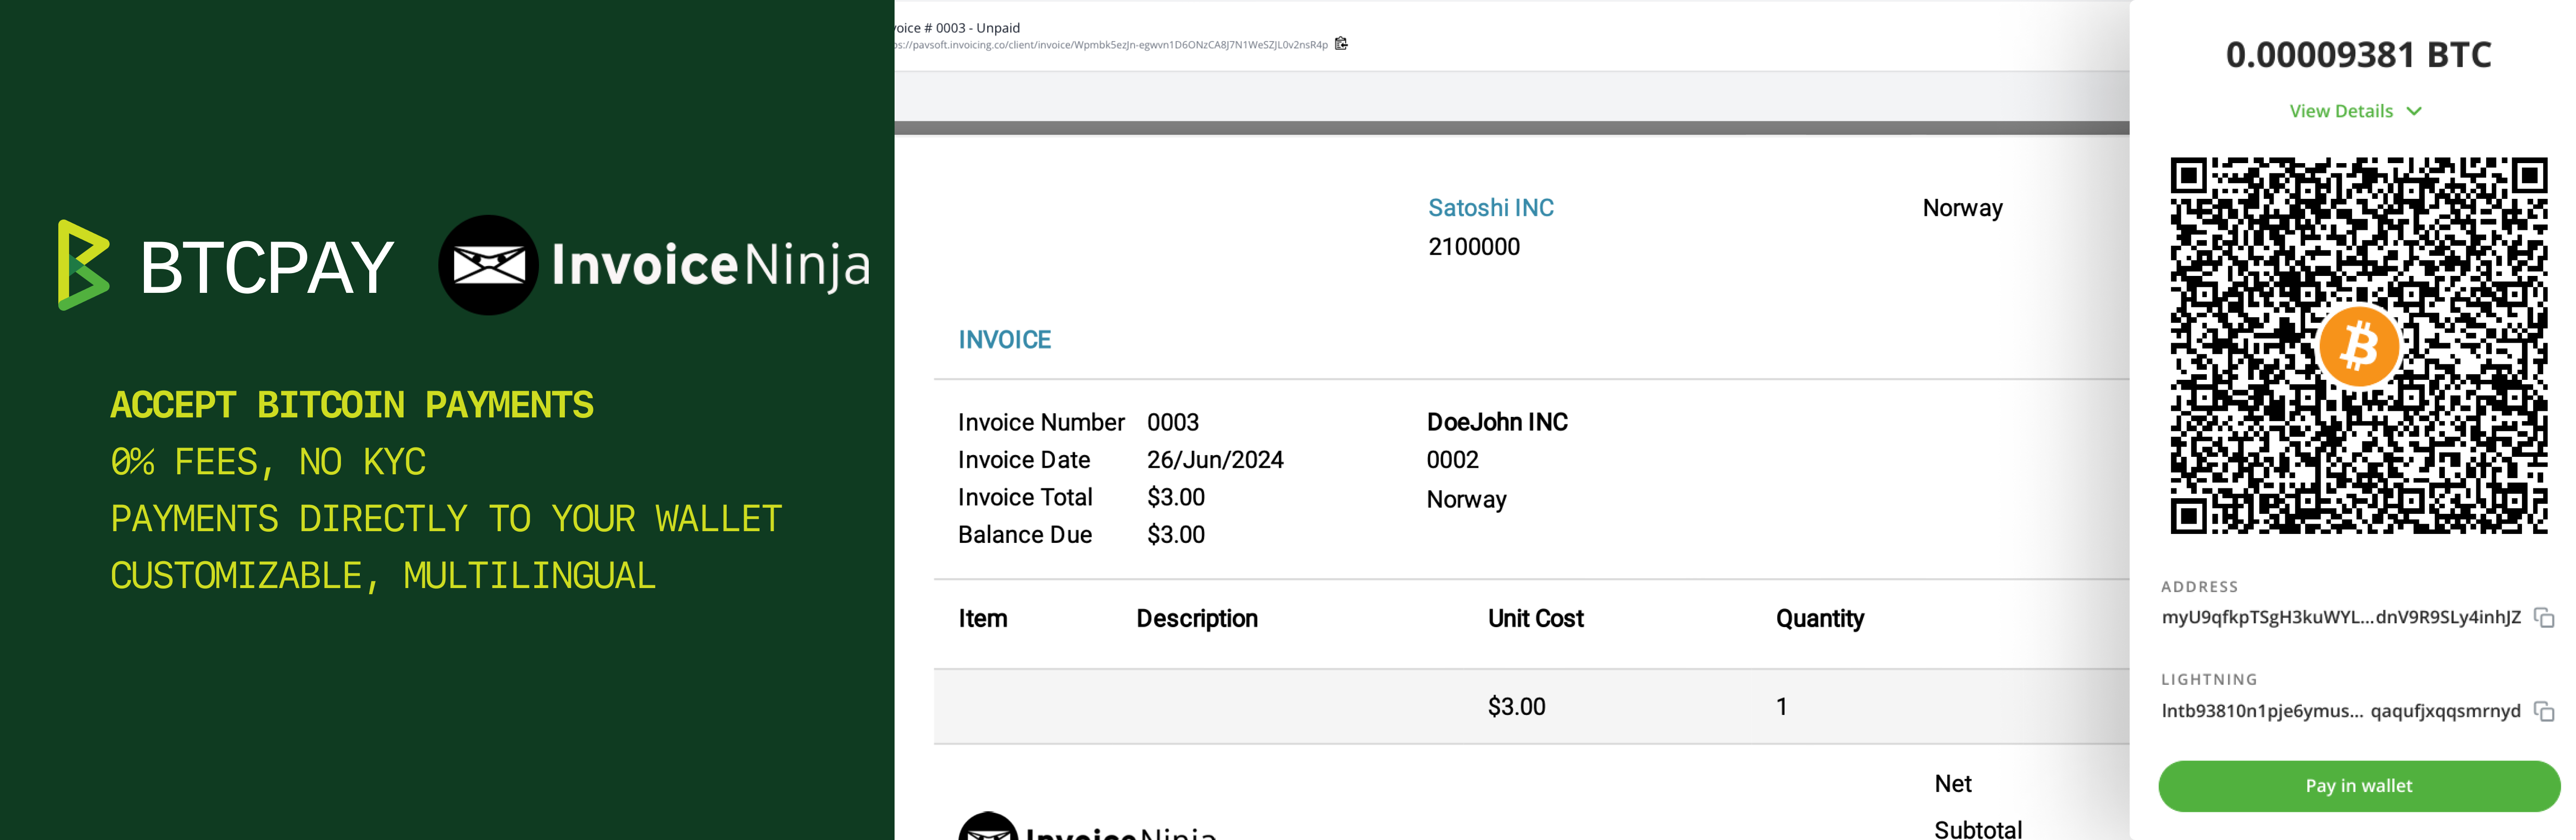 BTCPAY
InvoiceNinja
ACCEPT BITCOIN PAYMENTS
0% FEES, NO KYC
PAYMENTS DIRECTLY TO YOUR WALLET
CUSTOMIZABLE, MULTILINGUAL
voice # 0003 - Unpaid
ps://pavsoft.invoicing.co/client/invoice/Wpmbk5ezJn-egwvn1D6ONzCA8J7N1WeSZJL0v2nsR4p
Satoshi INC Norway
2100000
INVOICE
Invoice Number 0003 DoeJohn INC
Invoice Date 26/Jun/2024 0002
Invoice Total $3.00 Norway
Balance Due $3.00
Item Description Unit Cost Quantity
$3.00 1
Net
InvoiceNinja Subtotal
0.00009381 BTC
View Details
ADDRESS
myU9qfkpTSgH3kuWYL...dnV9R9SLy4inhJZ
LIGHTNING
lntb93810n1pje6ymus... qaqufjxqqsmrnyd
Pay in wallet